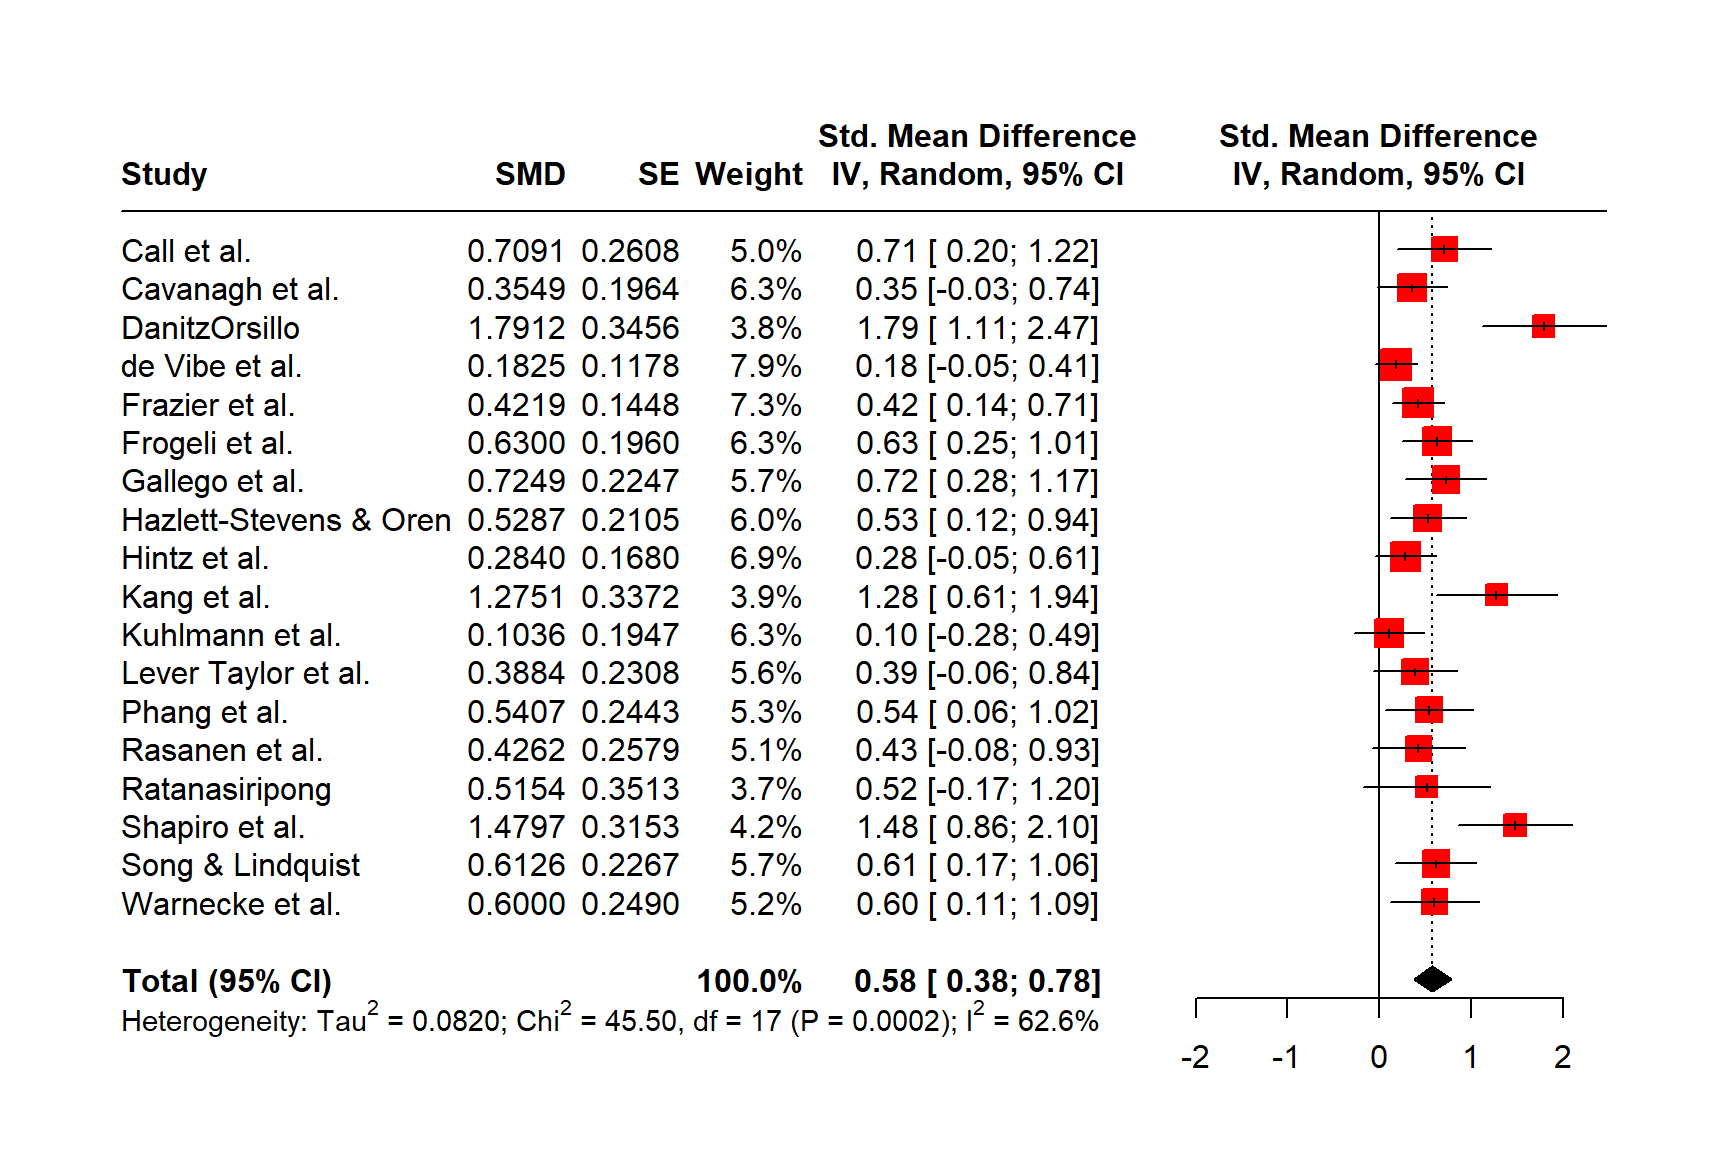 Std. Mean Difference Std. Mean Difference
Study SMD SE Weight IV, Random, 95% CI IV, Random, 95% CI
Call et al. 0.7091 0.2608 5.0% 0.71 [ 0.20; 1.22]
Cavanagh et al. 0.3549 0.1964 6.3% 0.35 [-0.03; 0.74]
DanitzOrsillo 1.7912 0.3456 3.8% 1.79 [ 1.11; 2.47]
de Vibe et al. 0.1825 0.1178 7.9% 0.18 [-0.05; 0.41]
Frazier et al. 0.4219 0.1448 7.3% 0.42 [ 0.14; 0.71]
Frogeli et al. 0.6300 0.1960 6.3% 0.63 [ 0.25; 1.01]
Gallego et al. 0.7249 0.2247 5.7% 0.72 [ 0.28; 1.17]
Hazlett-Stevens & Oren 0.5287 0.2105 6.0% 0.53 [ 0.12; 0.94]
Hintz et al. 0.2840 0.1680 6.9% 0.28 [-0.05; 0.61]
Kang et al. 1.2751 0.3372 3.9% 1.28 [ 0.61; 1.94]
Kuhlmann et al. 0.1036 0.1947 6.3% 0.10 [-0.28; 0.49]
Lever Taylor et al. 0.3884 0.2308 5.6% 0.39 [-0.06; 0.84]
Phang et al. 0.5407 0.2443 5.3% 0.54 [ 0.06; 1.02]
Rasanen et al. 0.4262 0.2579 5.1% 0.43 [-0.08; 0.93]
Ratanasiripong 0.5154 0.3513 3.7% 0.52 [-0.17; 1.20]
Shapiro et al. 1.4797 0.3153 4.2% 1.48 [ 0.86; 2.10]
Song & Lindquist 0.6126 0.2267 5.7% 0.61 [ 0.17; 1.06]
Warnecke et al. 0.6000 0.2490 5.2% 0.60 [ 0.11; 1.09]
Total (95% CI) 100.0% 0.58 [ 0.38; 0.78]
Heterogeneity: Tau² = 0.0820; Chi² = 45.50, df = 17 (P = 0.0002); I² = 62.6%
-2 -1 0 1 2